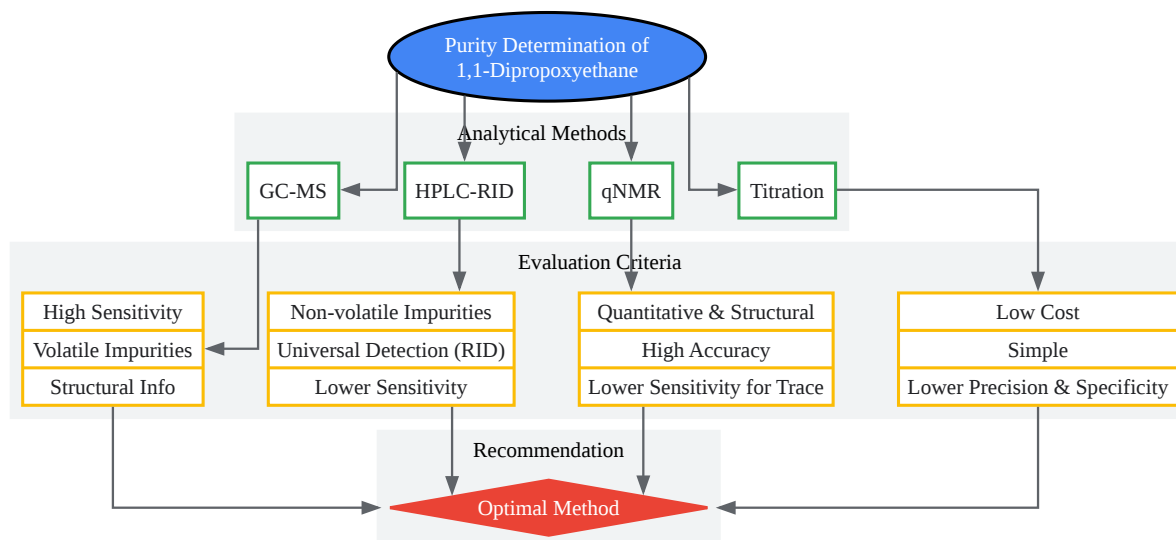 Purity Determination of
1,1-Dipropoxyethane
Analytical Methods
GC-MS
HPLC-RID
qNMR
Titration
Evaluation Criteria
High Sensitivity
Volatile Impurities
Structural Info
Non-volatile Impurities
Universal Detection (RID)
Lower Sensitivity
Quantitative & Structural
High Accuracy
Lower Sensitivity for Trace
Low Cost
Simple
Lower Precision & Specificity
Recommendation
Optimal Method